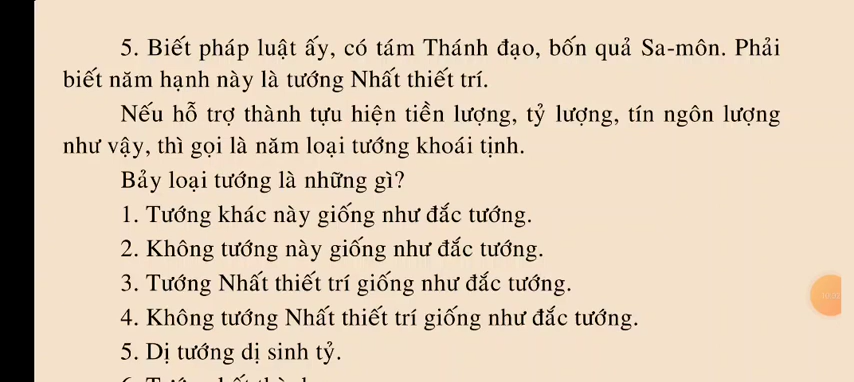 5. Biết pháp luật ấy, có tám Thánh đạo, bốn quả Sa-môn. Phải
biết năm hạnh này là tướng Nhất thiết trí.
Nếu hỗ trợ thành tựu hiện tiền lượng, tỷ lượng, tín ngôn lượng
như vậy, thì gọi là năm loại tướng khoái tịnh.
Bảy loại tướng là những gì?
1. Tướng khác này giống như đắc tướng.
2. Không tướng này giống như đắc tướng.
3. Tướng Nhất thiết trí giống như đắc tướng.
4. Không tướng Nhất thiết trí giống như đắc tướng.
5. Dị tướng dị sinh tỷ.